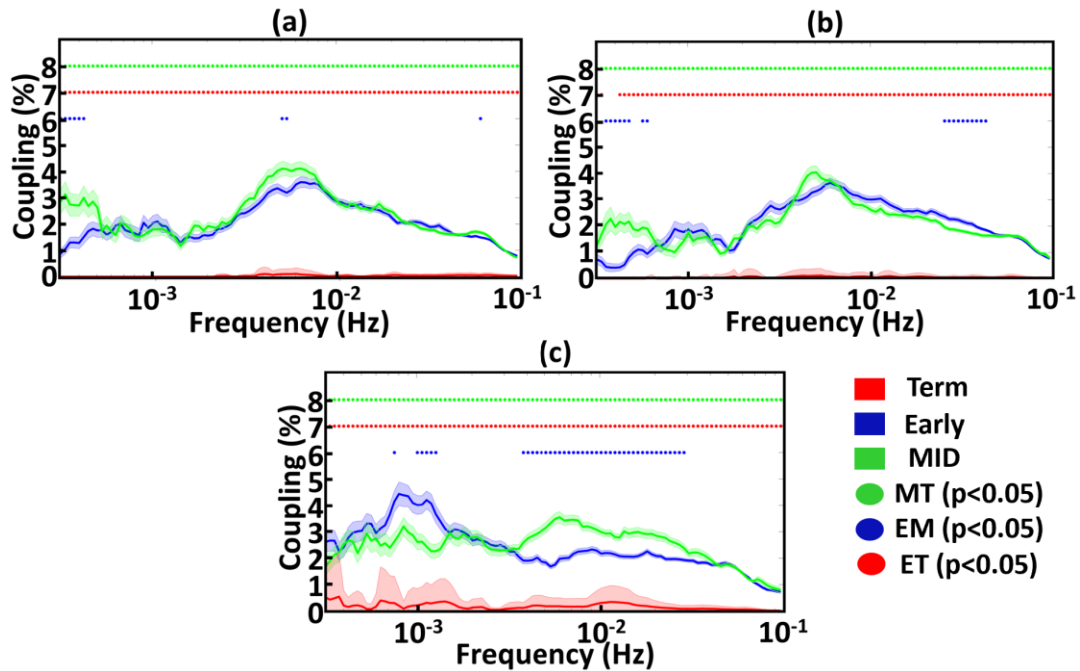 (a)
8
7
6
5
4
3
2
1
0
Coupling (%)
10-3
10-2
10-1
Frequency (Hz)
(b)
8
7
6
5
4
3
2
1
0
Coupling (%)
10-3
10-2
10-1
Frequency (Hz)
(c)
8
7
6
5
4
3
2
1
0
Coupling (%)
10-3
10-2
10-1
Frequency (Hz)
Term
Early
MID
MT (p<0.05)
EM (p<0.05)
ET (p<0.05)